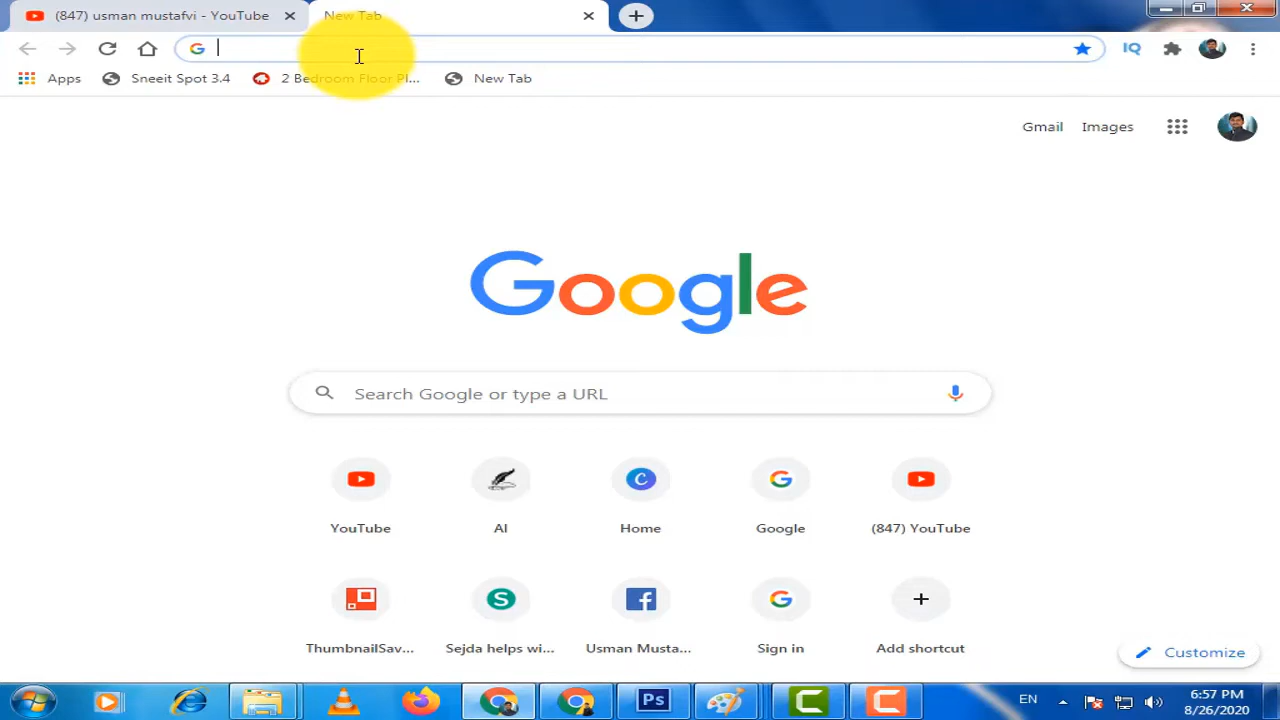 (847) usman mustafvi - YouTube
New Tab
Apps
Sneeit Spot 3.4
2 Bedroom Floor Pl...
New Tab
IQ
Gmail
Images
Google
Search Google or type a URL
YouTube
AI
Home
Google
(847) YouTube
ThumbnailSav...
Sejda helps wi...
Usman Musta...
Sign in
Add shortcut
Customize
Ps
EN
6:57 PM
8/26/2020